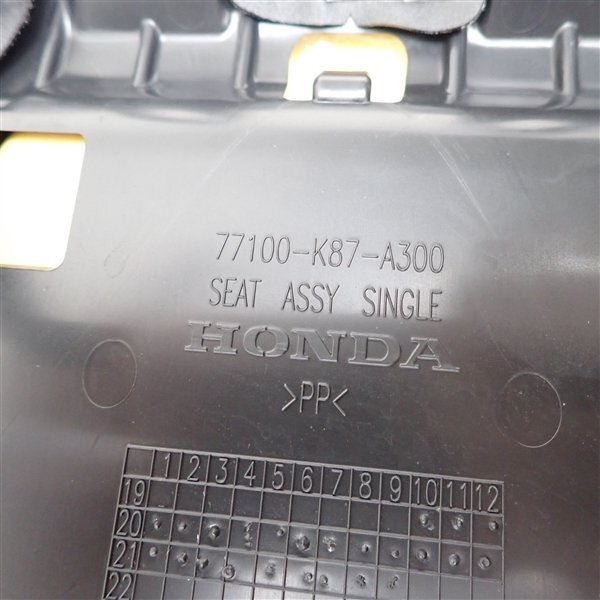 77100-K87-A300
SEAT ASSY SINGLE
HONDA
>PP<
1 2 3 4 5 6 7 8 9 10 11 12
19
20
21
22